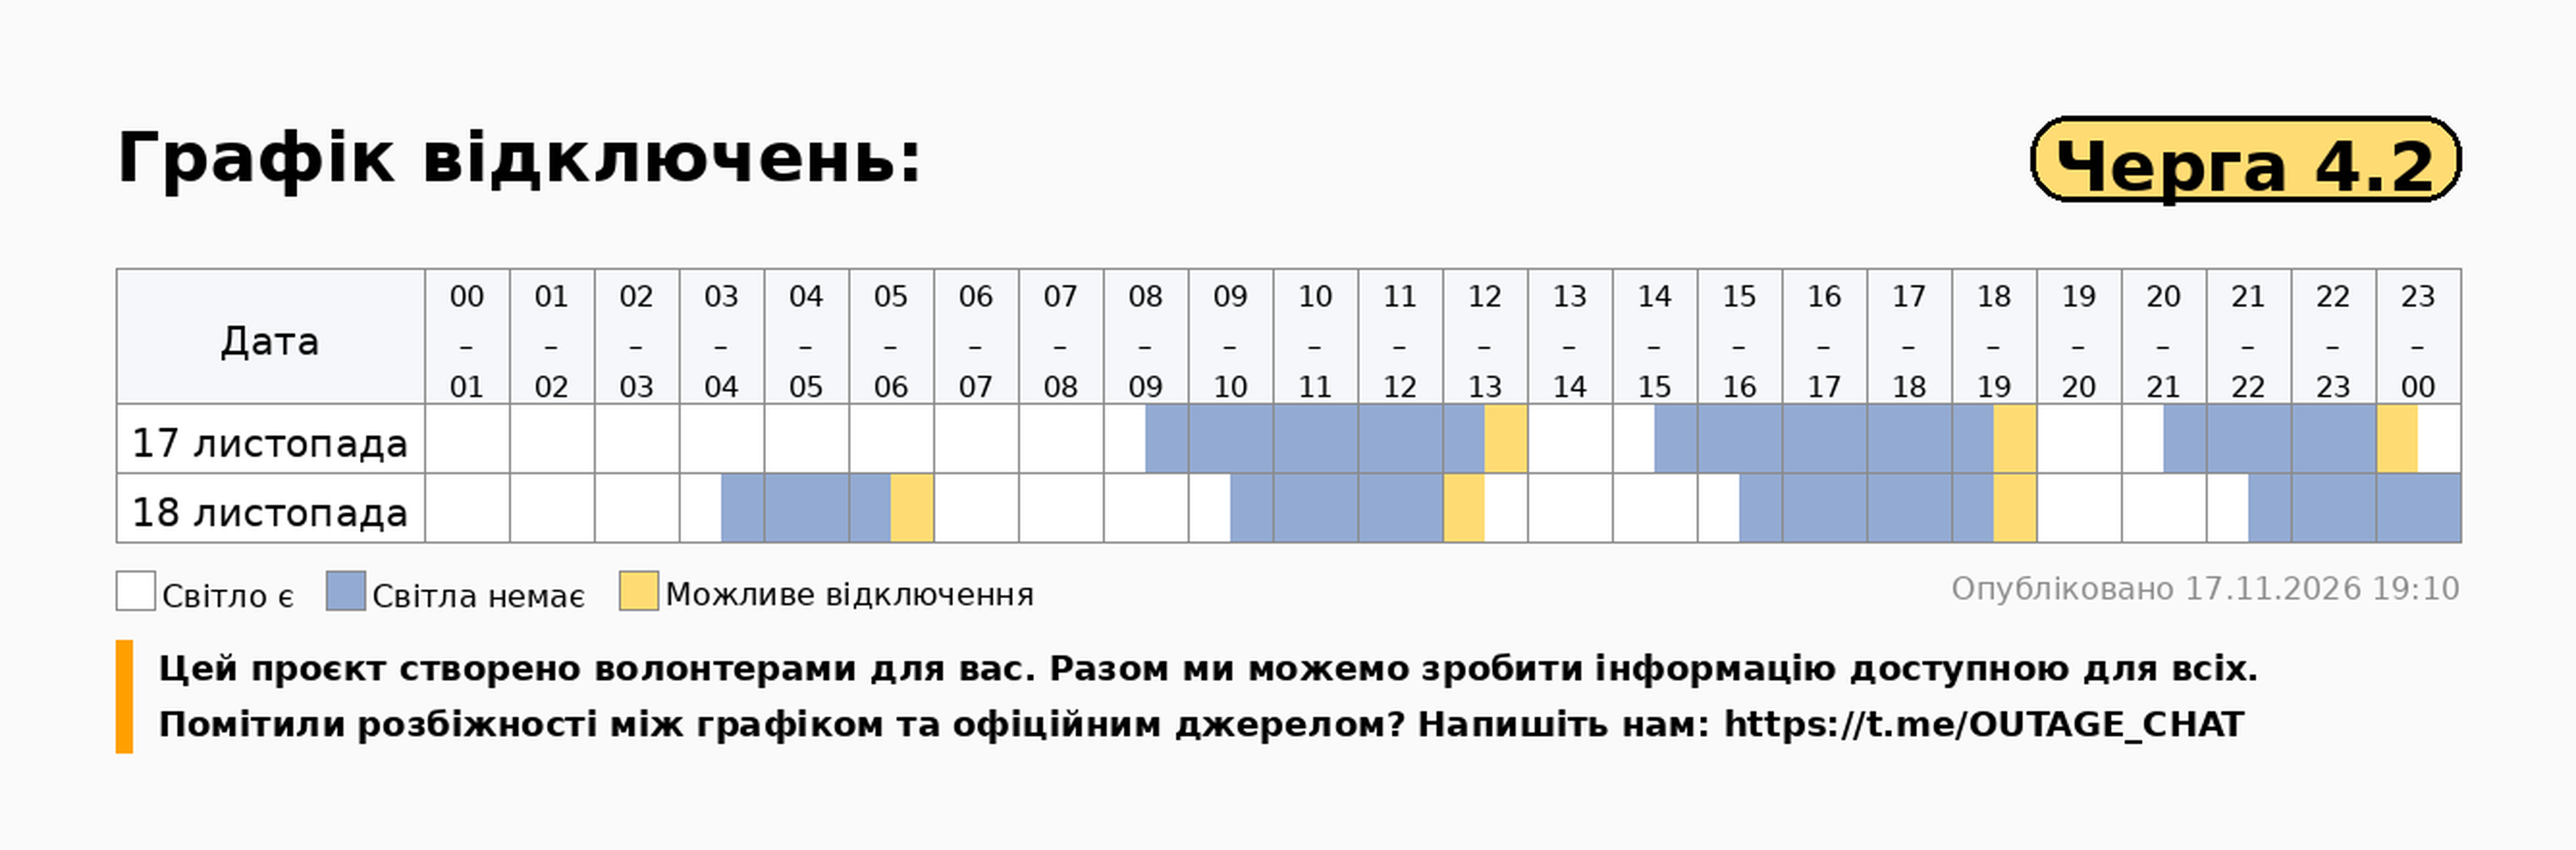 Графік відключень:
Черга 4.2
Дата
00 – 01
01 – 02
02 – 03
03 – 04
04 – 05
05 – 06
06 – 07
07 – 08
08 – 09
09 – 10
10 – 11
11 – 12
12 – 13
13 – 14
14 – 15
15 – 16
16 – 17
17 – 18
18 – 19
19 – 20
20 – 21
21 – 22
22 – 23
23 – 00
17 листопада
18 листопада
Світло є Світла немає Можливе відключення
Опубліковано 17.11.2026 19:10
Цей проєкт створено волонтерами для вас. Разом ми можемо зробити інформацію доступною для всіх.
Помітили розбіжності між графіком та офіційним джерелом? Напишіть нам: https://t.me/OUTAGE_CHAT